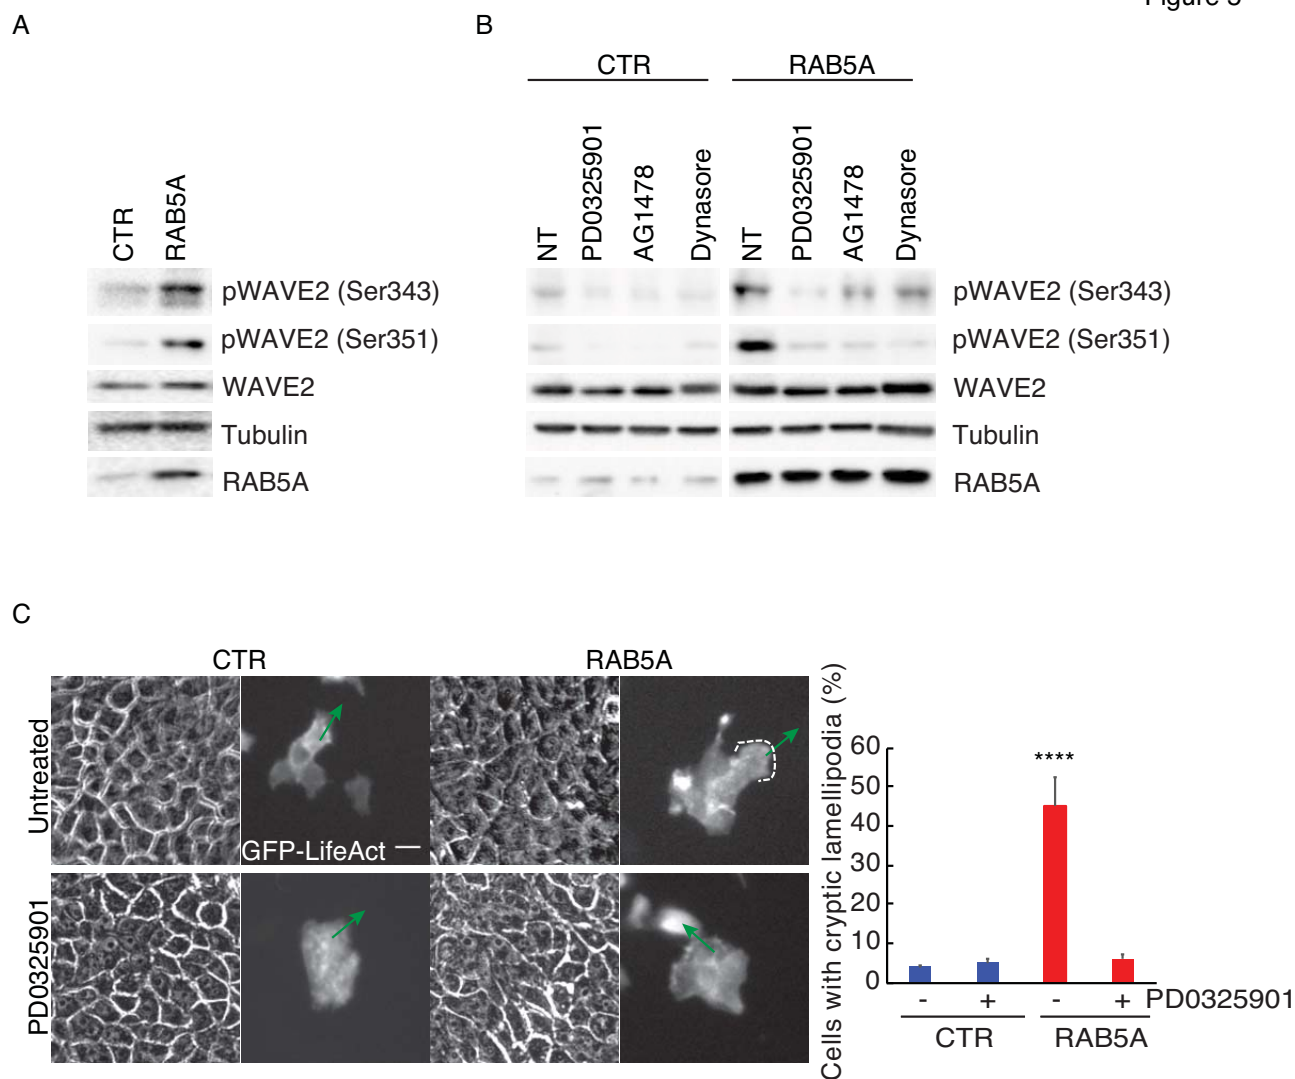 A
B
CTR
RAB5A
CTR
RAB5A
NT
PD0325901
AG1478
Dynasore
NT
PD0325901
AG1478
Dynasore
pWAVE2 (Ser343)
pWAVE2 (Ser343)
pWAVE2 (Ser351)
pWAVE2 (Ser351)
WAVE2
WAVE2
Tubulin
Tubulin
RAB5A
RAB5A
C
CTR
RAB5A
Untreated
GFP-LifeAct
PD0325901
Cells with cryptic lamellipodia (%)
60
50
40
30
20
10
0
****
- + - + PD0325901
CTR
RAB5A